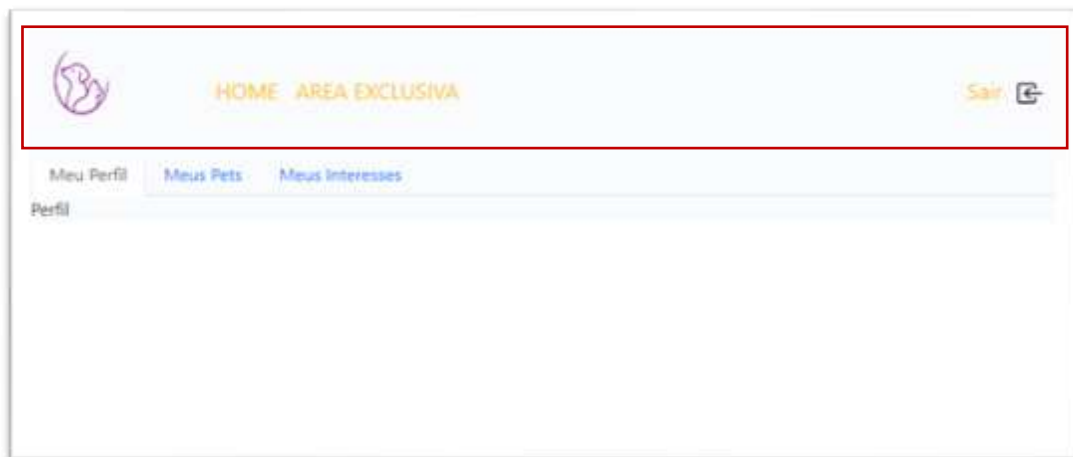 HOME AREA EXCLUSIVA Sair
Meu Perfil Meus Pets Meus Interesses
Perfil